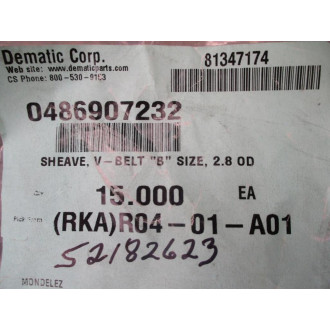 Dematic Corp.
Web site: www.dematicparts.com
CS Phone: 800-530-9153
81347174
0486907232
SHEAVE, V-BELT "B" SIZE, 2.8 OD
15.000 EA
(RKA)R04-01-A01
52182623
MONDELEZ